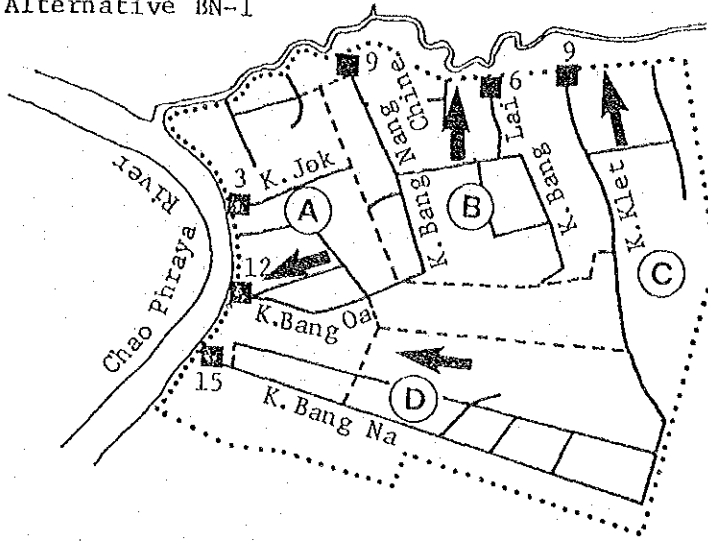 Alternative BN-1
9
6
9
K. Bang Nang Chine
Lai
K. Bang
K. Klet
K. Jok
3
A
B
C
12
K. Bang Oa
Chao Phraya River
15
D
K. Bang Na